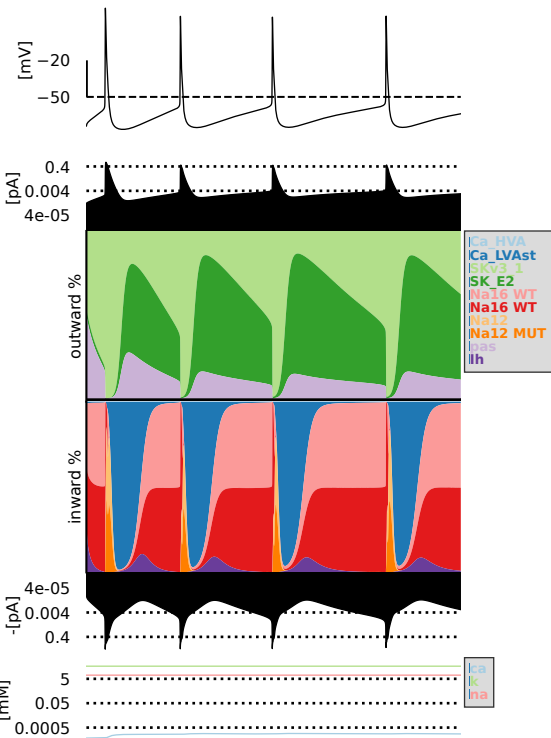 [mV]
−20
−50
[pA]
0.4
0.004
4e-05
outward %
Ca_HVA
Ca_LVAst
SKv3_1
SK_E2
Na16 WT
Na16 WT
Na12
Na12 MUT
pas
Ih
inward %
-[pA]
4e-05
0.004
0.4
[mM]
5
0.05
0.0005
ca
k
na